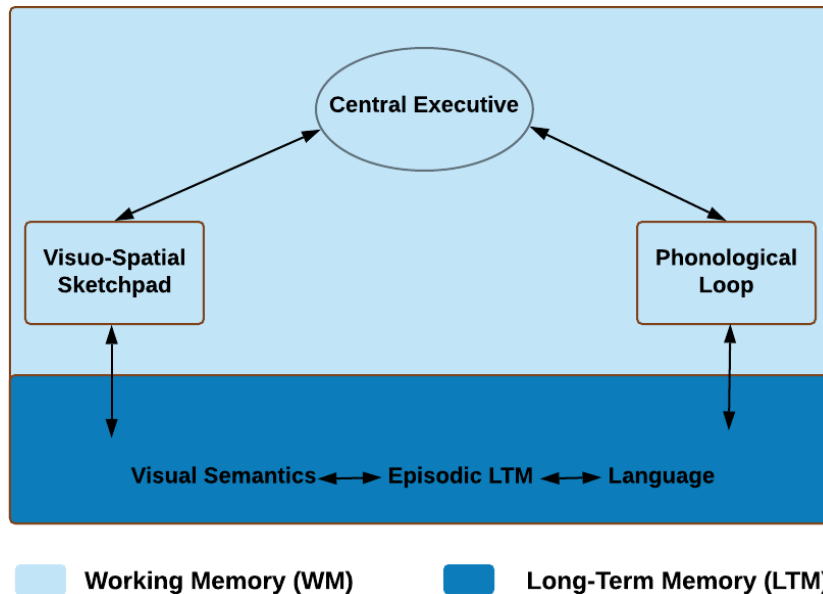 Central Executive
Visuo-Spatial
Sketchpad
Phonological
Loop
Visual Semantics
Episodic LTM
Language
Working Memory (WM)
Long-Term Memory (LTM)